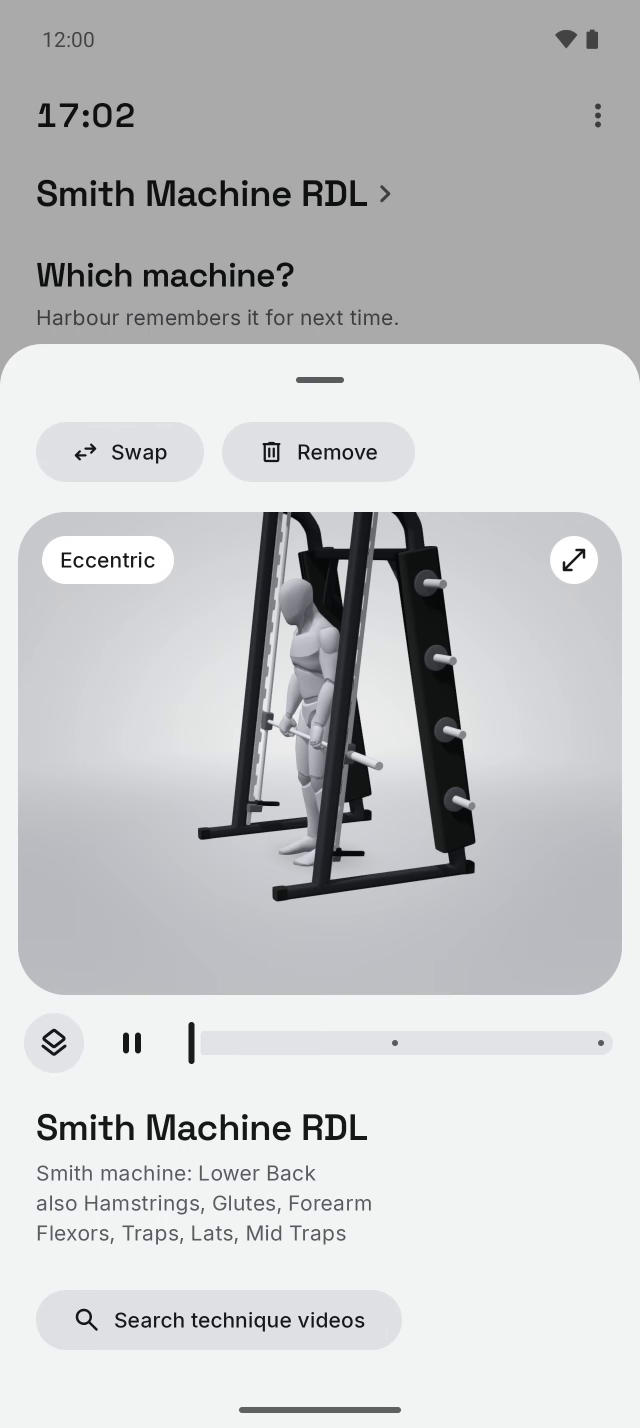 12:00
17:02
Smith Machine RDL
Which machine?
Harbour remembers it for next time.
Swap
Remove
Eccentric
Smith Machine RDL
Smith machine: Lower Back
also Hamstrings, Glutes, Forearm
Flexors, Traps, Lats, Mid Traps
Search technique videos